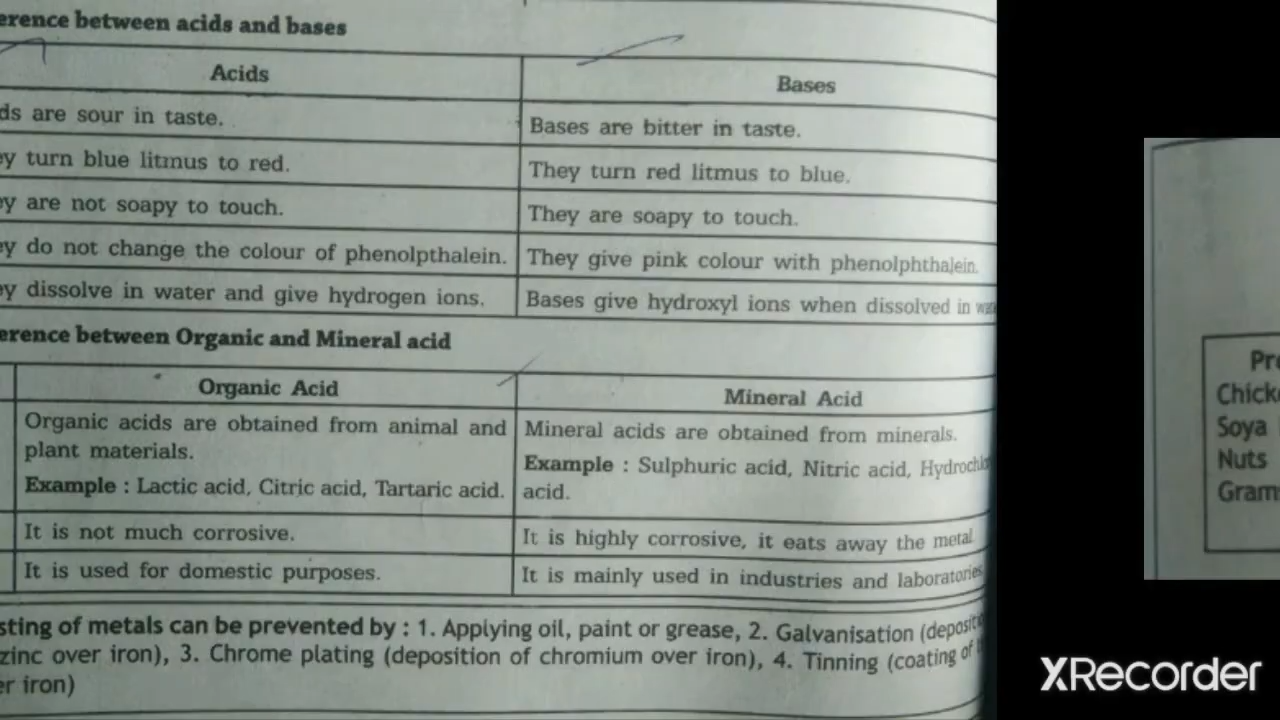 erence between acids and bases
Acids
Bases
ds are sour in taste.
Bases are bitter in taste.
ey turn blue litmus to red.
They turn red litmus to blue.
ey are not soapy to touch.
They are soapy to touch.
ey do not change the colour of phenolpthalein.
They give pink colour with phenolphthalein.
ey dissolve in water and give hydrogen ions.
Bases give hydroxyl ions when dissolved in
erence between Organic and Mineral acid
Organic Acid
Mineral Acid
Organic acids are obtained from animal and
plant materials.
Example : Lactic acid, Citric acid, Tartaric acid.
Mineral acids are obtained from minerals.
Example : Sulphuric acid, Nitric acid, Hydrochlo
acid.
It is not much corrosive.
It is highly corrosive, it eats away the metal
It is used for domestic purposes.
It is mainly used in industries and laboratories
sting of metals can be prevented by : 1. Applying oil, paint or grease, 2. Galvanisation (deposit
zinc over iron), 3. Chrome plating (deposition of chromium over iron), 4. Tinning (coating of
er iron)
Pr
Chick
Soya
Nuts
Gram
XRecorder